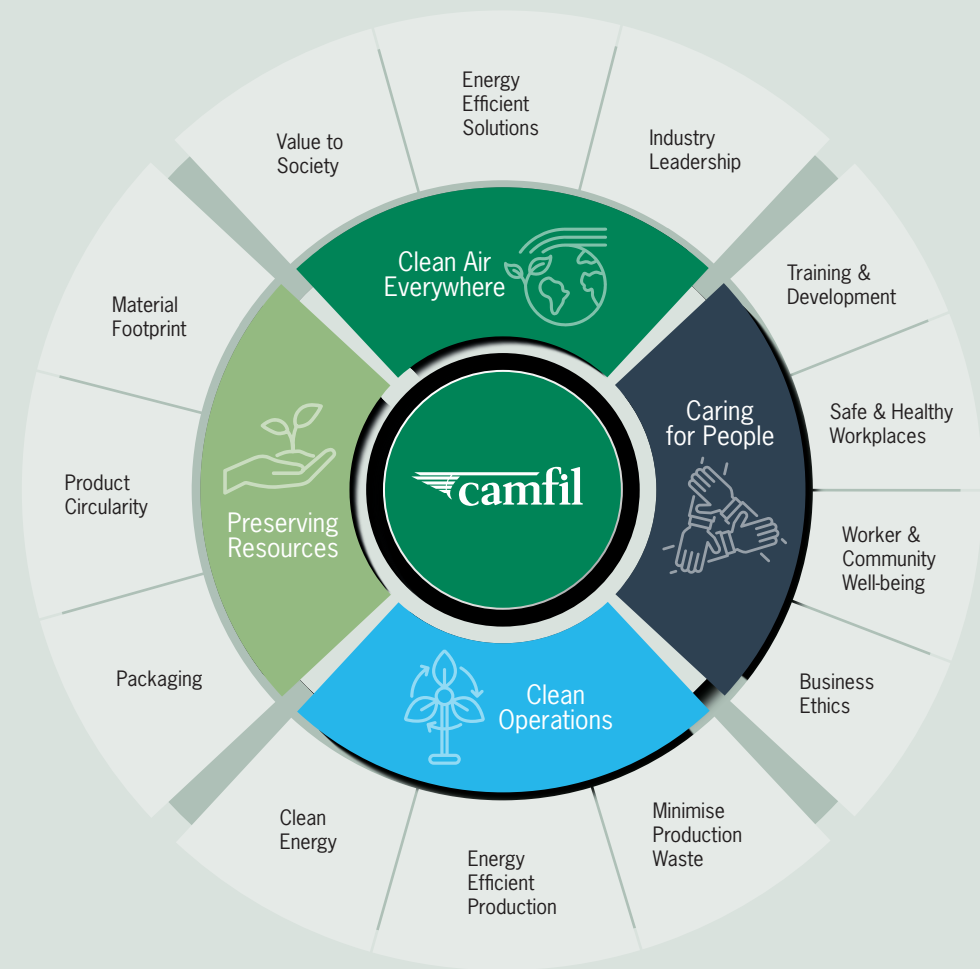 Energy
Efficient
Solutions
Value to
Society
Industry
Leadership
Clean Air
Everywhere
Training &
Development
Material
Footprint
Caring
for People
Safe & Healthy
Workplaces
camfil
Product
Circularity
Preserving
Resources
Worker &
Community
Well-being
Packaging
Clean
Operations
Business
Ethics
Clean
Energy
Minimise
Production
Waste
Energy
Efficient
Production